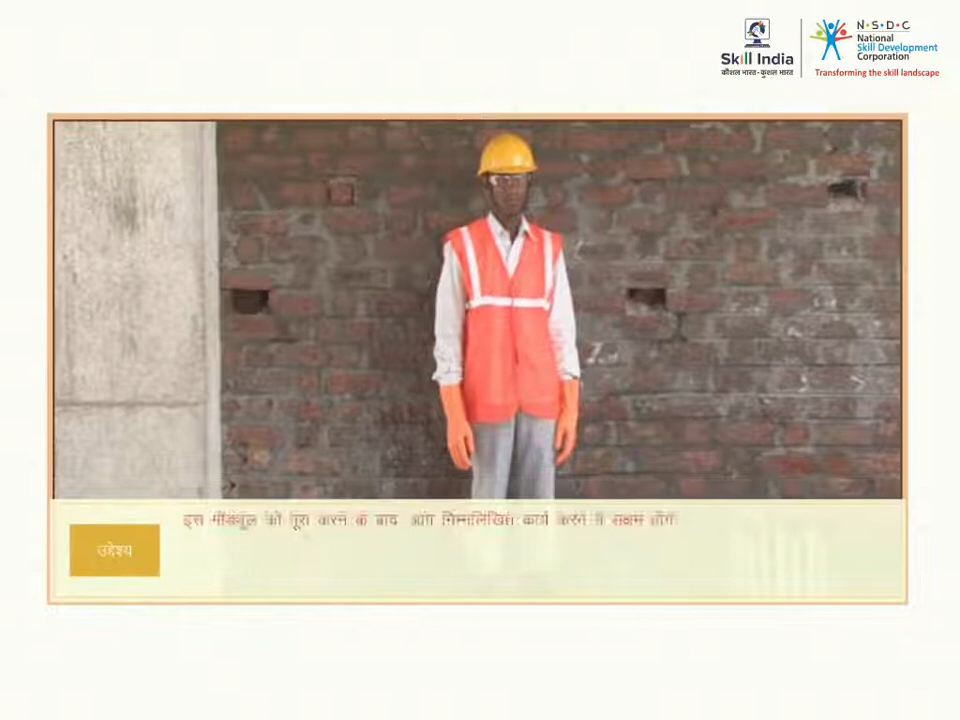 Skill India
कौशल भारत - कुशल भारत
N·S·D·C
National
Skill Development
Corporation
Transforming the skill landscape
इस मॉड्यूल को पूरा करने के बाद आप निम्नलिखित कार्य करने में सक्षम होंगे
उद्देश्य